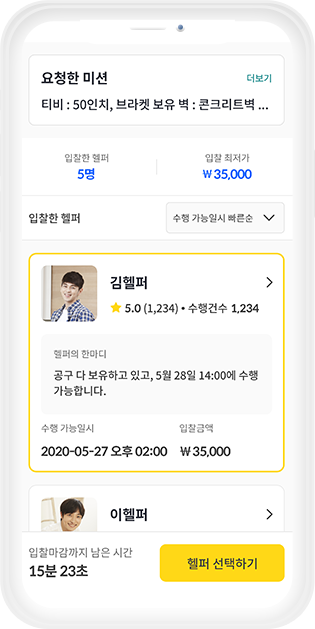 요청한 미션 더보기
티비 : 50인치, 브라켓 보유 벽 : 콘크리트벽 ...
입찰한 헬퍼 입찰 최저가
5명 ₩35,000
입찰한 헬퍼 수행 가능일시 빠른순
김헬퍼
5.0 (1,234) • 수행건수 1,234
헬퍼의 한마디
공구 다 보유하고 있고, 5월 28일 14:00에 수행
가능합니다.
수행 가능일시 입찰금액
2020-05-27 오후 02:00 ₩35,000
이헬퍼
입찰마감까지 남은 시간
15분 23초 헬퍼 선택하기